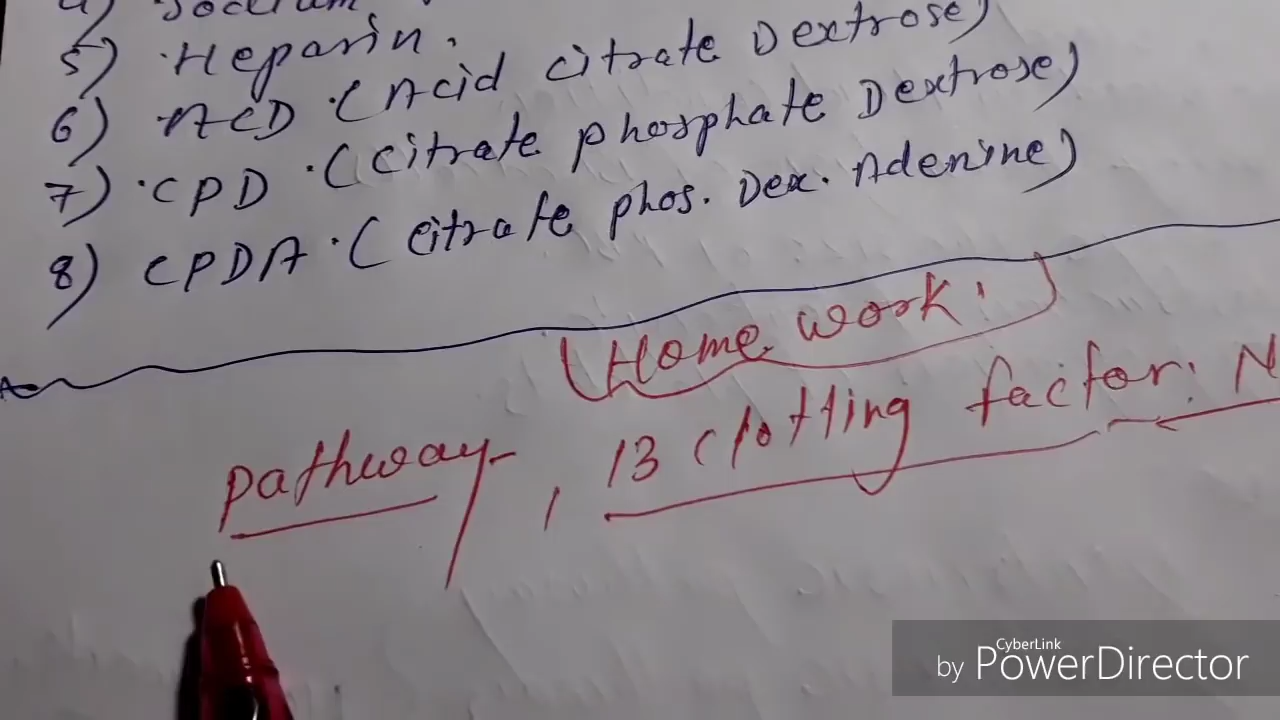 5) Heparin.
6) ACD (Acid citrate Dextrose)
7) CPD (citrate phosphate Dextrose)
8) CPDA (citrate phos. Dex. Adenine)
Home work:
pathway, 13 clotting factor: N
CyberLink
by PowerDirector